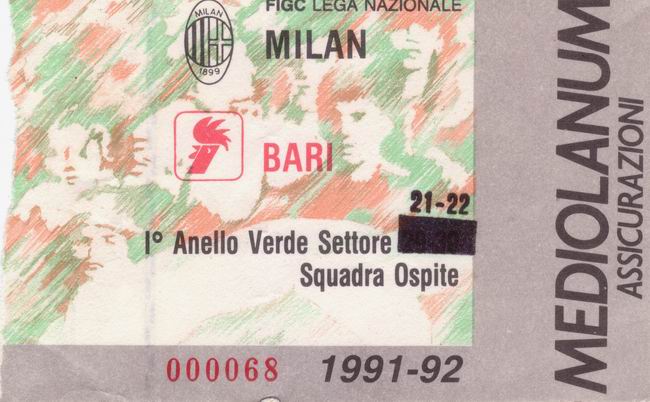 FIGC LEGA NAZIONALE
MILAN
1899
MILAN
BARI
21-22
I° Anello Verde Settore
Squadra Ospite
000068 1991-92
MEDIOLANUM
ASSICURAZIONI